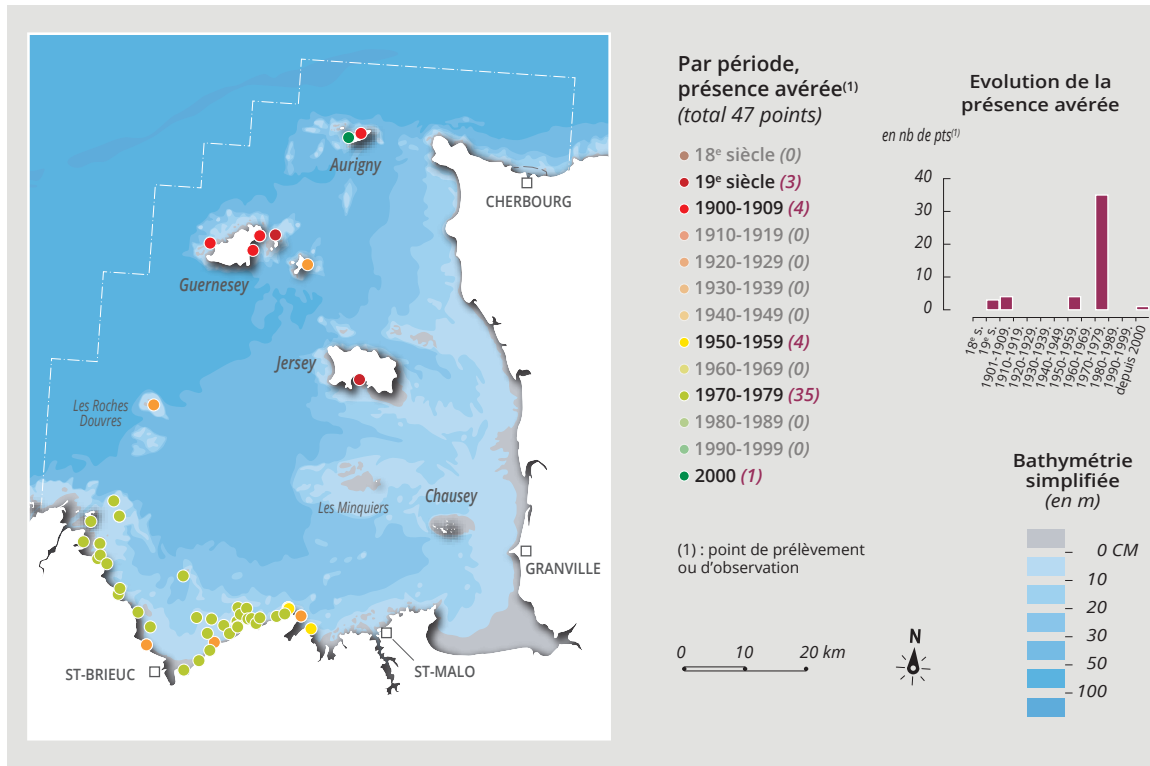 Aurigny
CHERBOURG
Guernesey
Jersey
Les Roches
Douvres
Les Minquiers
Chausey
GRANVILLE
ST-BRIEUC
ST-MALO
Par période,
présence avérée(1)
(total 47 points)
18e siècle (0)
19e siècle (3)
1900-1909 (4)
1910-1919 (0)
1920-1929 (0)
1930-1939 (0)
1940-1949 (0)
1950-1959 (4)
1960-1969 (0)
1970-1979 (35)
1980-1989 (0)
1990-1999 (0)
2000 (1)
(1) : point de prélèvement
ou d'observation
0 10 20 km
N
Evolution de la
présence avérée
en nb de pts(1)
40
30
20
10
0
18e s.
19e s.
1901-1909.
1910-1919.
1920-1929.
1930-1939.
1940-1949.
1950-1959.
1960-1969.
1970-1979.
1980-1989.
1990-1999.
depuis 2000
Bathymétrie
simplifiée
(en m)
0 CM
10
20
30
50
100